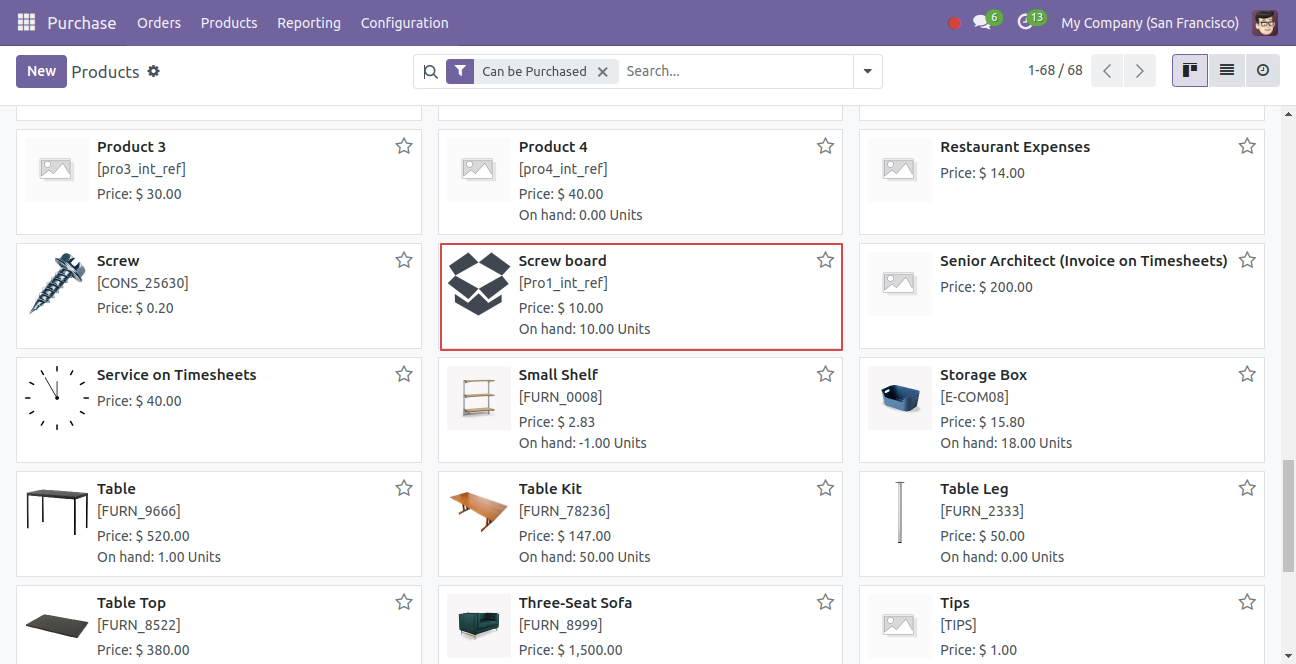 Purchase Orders Products Reporting Configuration 6 13 My Company (San Francisco)
New Products Can be Purchased Search... 1-68 / 68
Product 3
[pro3_int_ref]
Price: $ 30.00
Product 4
[pro4_int_ref]
Price: $ 40.00
On hand: 0.00 Units
Restaurant Expenses
Price: $ 14.00
Screw
[CONS_25630]
Price: $ 0.20
Screw board
[Pro1_int_ref]
Price: $ 10.00
On hand: 10.00 Units
Senior Architect (Invoice on Timesheets)
Price: $ 200.00
Service on Timesheets
Price: $ 40.00
Small Shelf
[FURN_0008]
Price: $ 2.83
On hand: -1.00 Units
Storage Box
[E-COM08]
Price: $ 15.80
On hand: 18.00 Units
Table
[FURN_9666]
Price: $ 520.00
On hand: 1.00 Units
Table Kit
[FURN_78236]
Price: $ 147.00
On hand: 50.00 Units
Table Leg
[FURN_2333]
Price: $ 50.00
On hand: 0.00 Units
Table Top
[FURN_8522]
Price: $ 380.00
Three-Seat Sofa
[FURN_8999]
Price: $ 1,500.00
Tips
[TIPS]
Price: $ 1.00